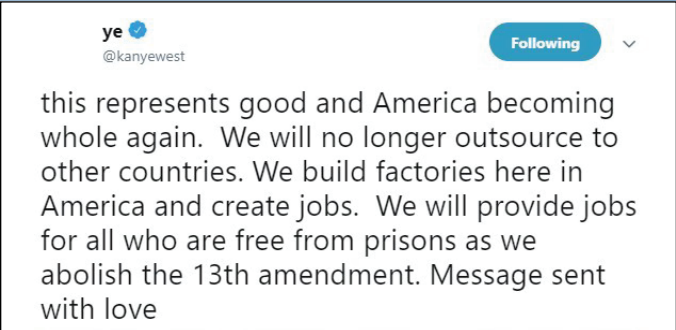 ye
@kanyewest
Following
this represents good and America becoming
whole again.  We will no longer outsource to
other countries. We build factories here in
America and create jobs.  We will provide jobs
for all who are free from prisons as we
abolish the 13th amendment. Message sent
with love